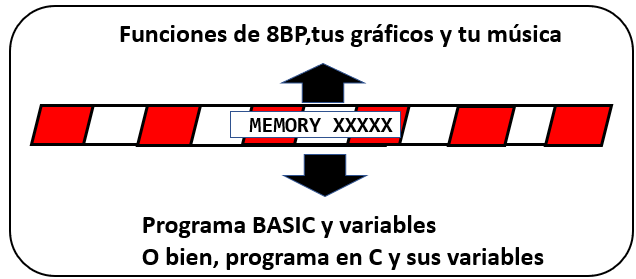 Funciones de 8BP,tus gráficos y tu música
MEMORY XXXXX
Programa BASIC y variables
O bien, programa en C y sus variables